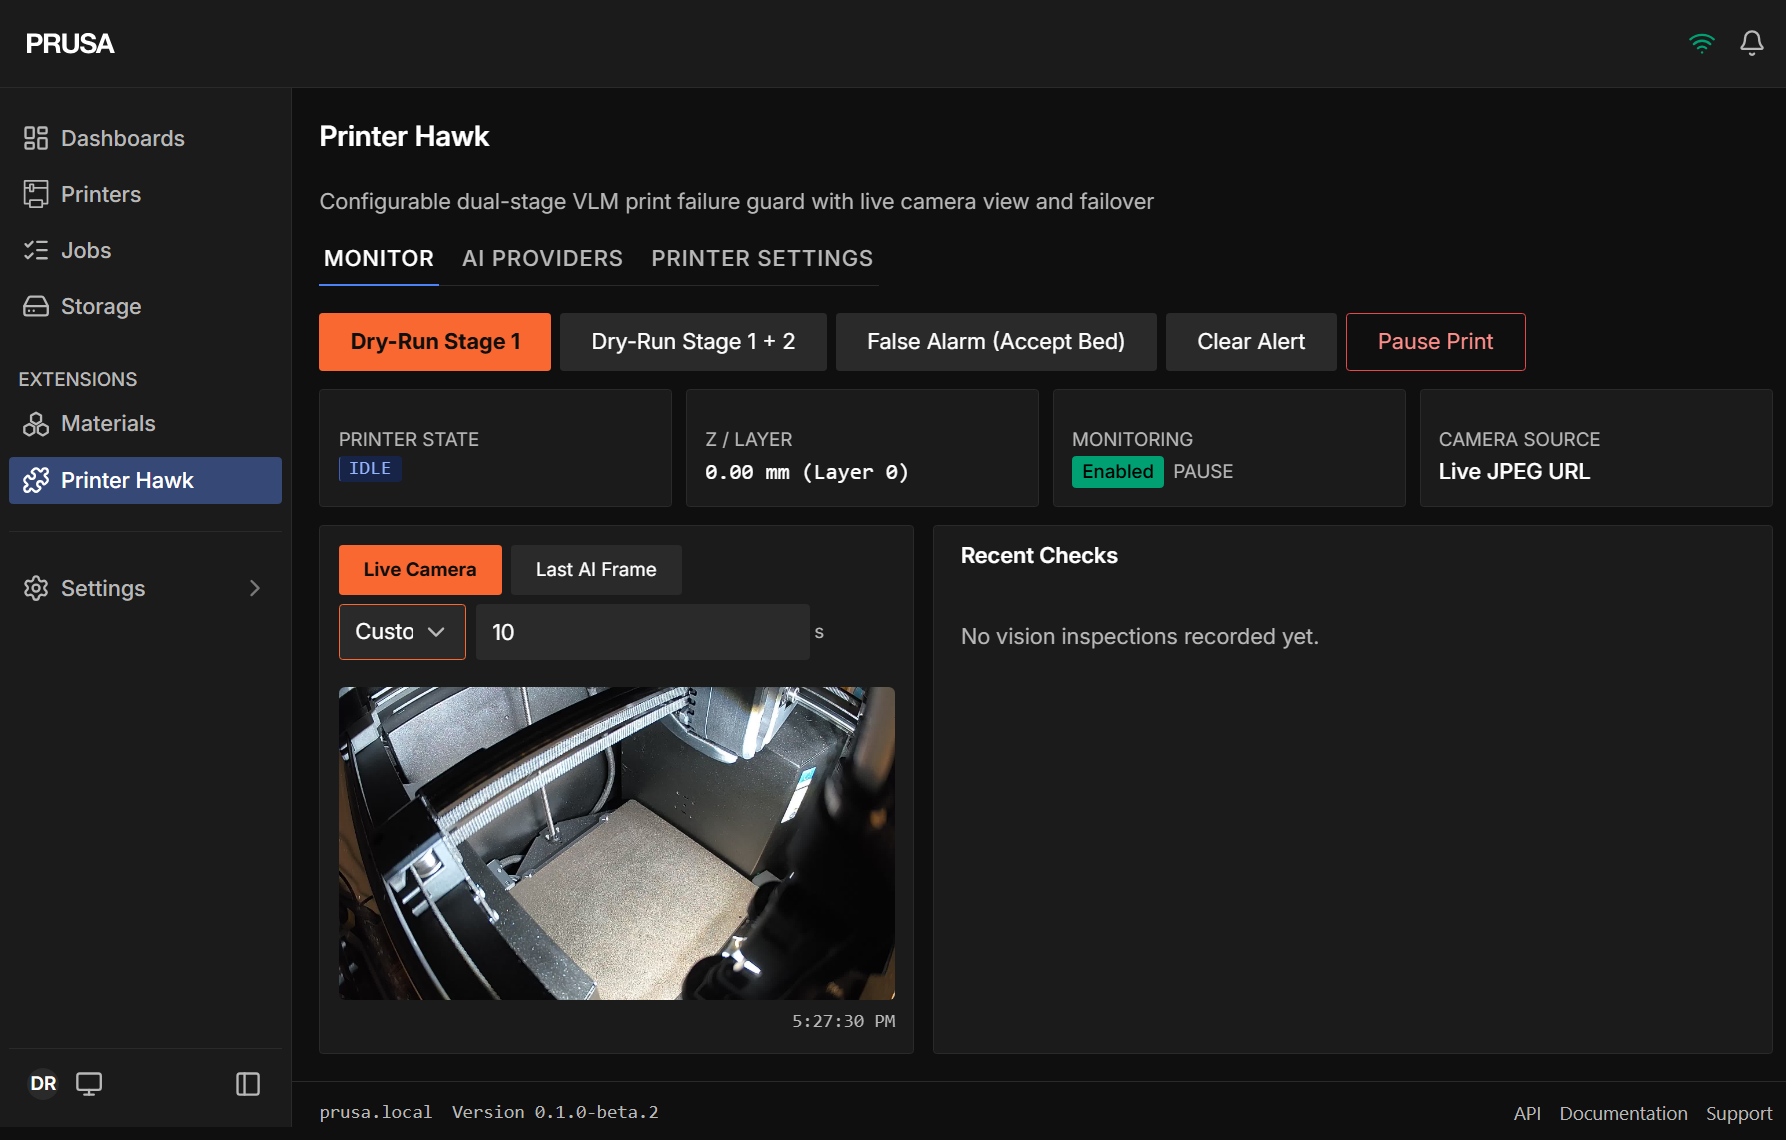 PRUSA
Dashboards
Printers
Jobs
Storage
EXTENSIONS
Materials
Printer Hawk
Settings
DR
Printer Hawk
Configurable dual-stage VLM print failure guard with live camera view and failover
MONITOR AI PROVIDERS PRINTER SETTINGS
Dry-Run Stage 1 Dry-Run Stage 1 + 2 False Alarm (Accept Bed) Clear Alert Pause Print
PRINTER STATE
IDLE
Z / LAYER
0.00 mm (Layer 0)
MONITORING
Enabled PAUSE
CAMERA SOURCE
Live JPEG URL
Live Camera Last AI Frame
Custo 10 s
5:27:30 PM
Recent Checks
No vision inspections recorded yet.
prusa.local Version 0.1.0-beta.2
API Documentation Support